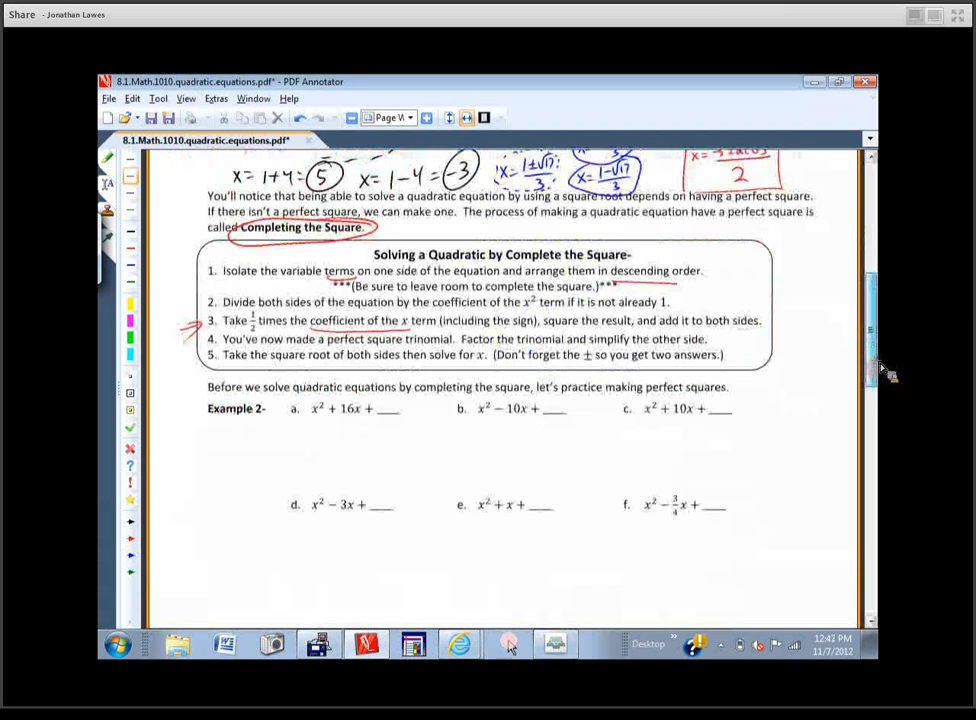 Share - Jonathan Lawes
8.1.Math.1010.quadratic.equations.pdf* - PDF Annotator
File Edit Tool View Extras Window Help
Page W
8.1.Math.1010.quadratic.equations.pdf*
x = 1+4 = 5 x = 1-4 = -3 x = 1±√17 / 3 x = 1-√17 / 3 2
You'll notice that being able to solve a quadratic equation by using a square root depends on having a perfect square.
If there isn't a perfect square, we can make one. The process of making a quadratic equation have a perfect square is
called Completing the Square.
Solving a Quadratic by Complete the Square-
1. Isolate the variable terms on one side of the equation and arrange them in descending order.
***(Be sure to leave room to complete the square.)***
2. Divide both sides of the equation by the coefficient of the x² term if it is not already 1.
3. Take ½ times the coefficient of the x term (including the sign), square the result, and add it to both sides.
4. You've now made a perfect square trinomial. Factor the trinomial and simplify the other side.
5. Take the square root of both sides then solve for x. (Don't forget the ± so you get two answers.)
Before we solve quadratic equations by completing the square, let's practice making perfect squares.
Example 2- a. x² + 16x + ___ b. x² − 10x + ___ c. x² + 10x + ___
d. x² − 3x + ___ e. x² + x + ___ f. x² − ¾x + ___
Desktop
12:42 PM
11/7/2012